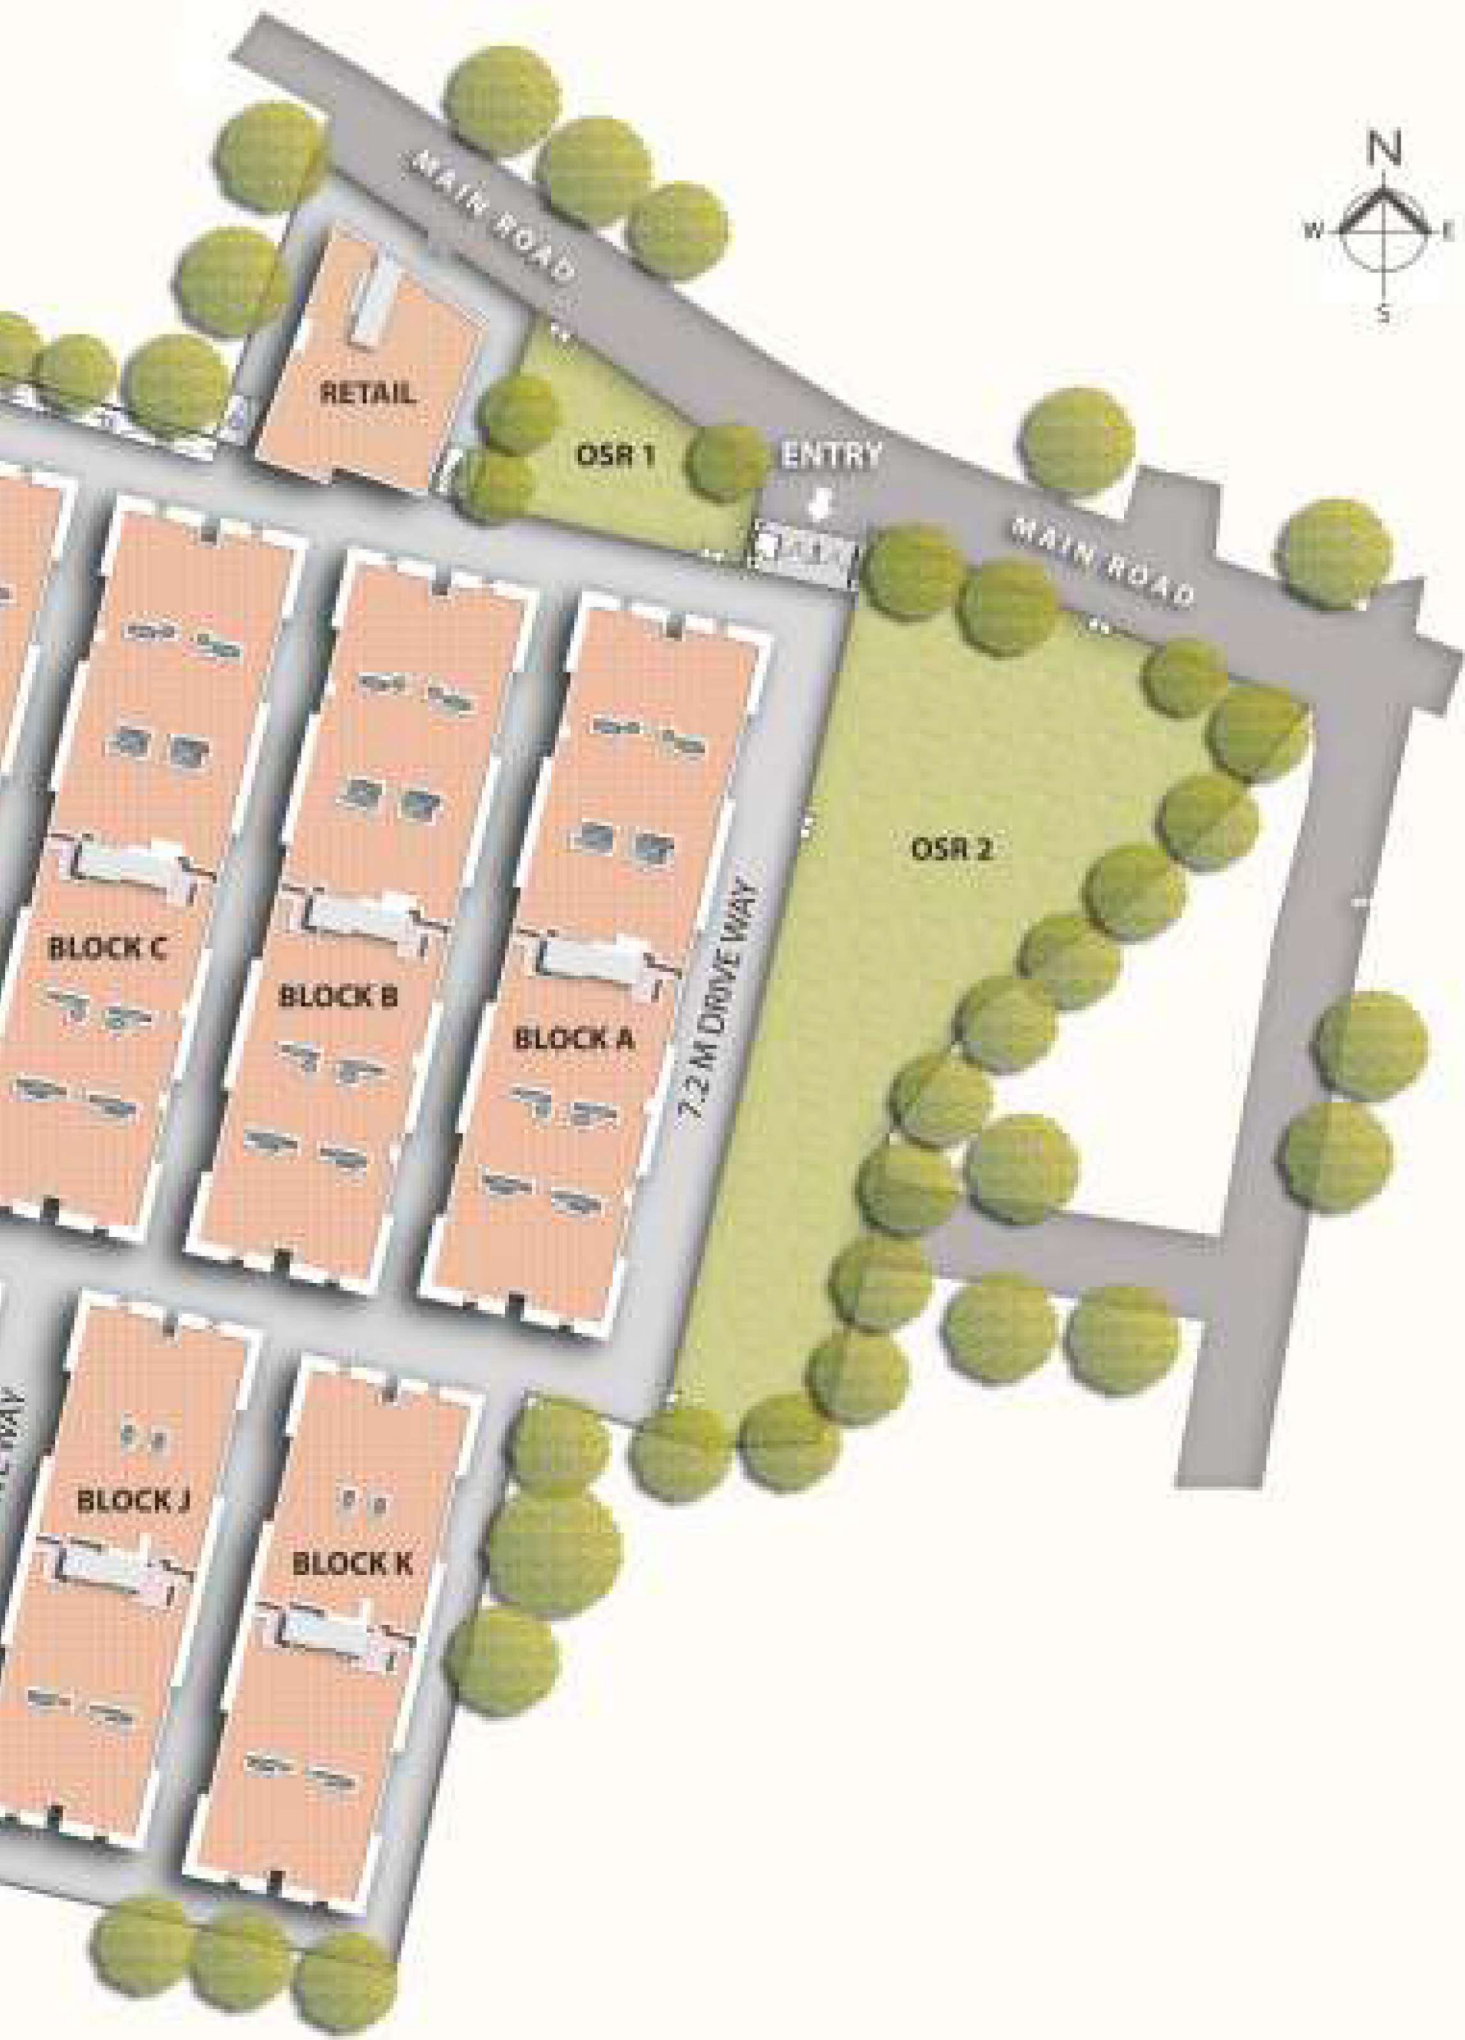 N
W
E
S
MAIN ROAD
RETAIL
OSR 1
ENTRY
MAIN ROAD
OSR 2
BLOCK C
BLOCK B
BLOCK A
7.2 M DRIVE WAY
BLOCK J
BLOCK K